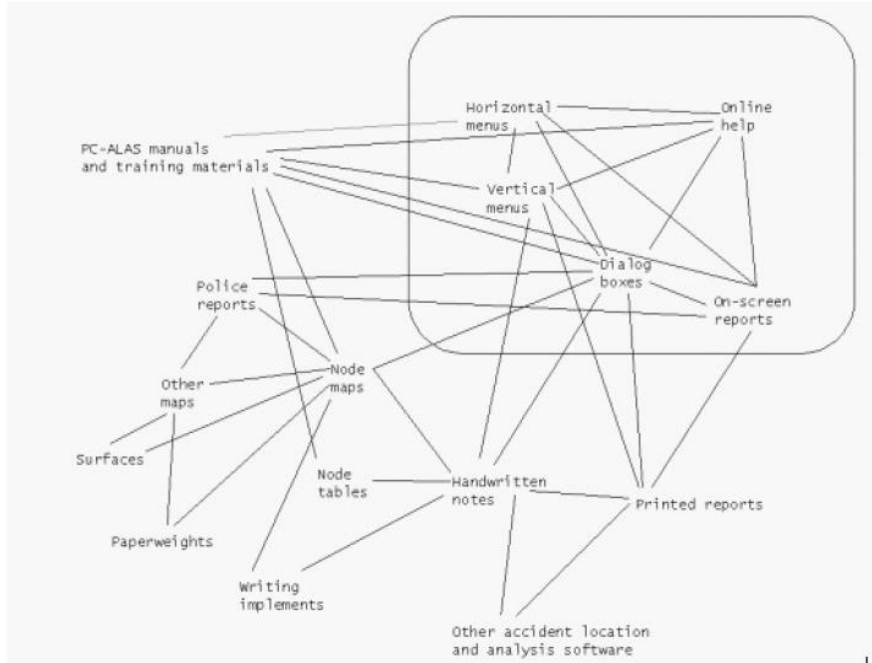 Horizontal
menus
Online
help
PC-ALAS manuals
and training materials
Vertical
menus
Dialog
boxes
On-screen
reports
Police
reports
Node
maps
Other
maps
Surfaces
Node
tables
Handwritten
notes
Printed reports
Paperweights
Writing
implements
Other accident location
and analysis software